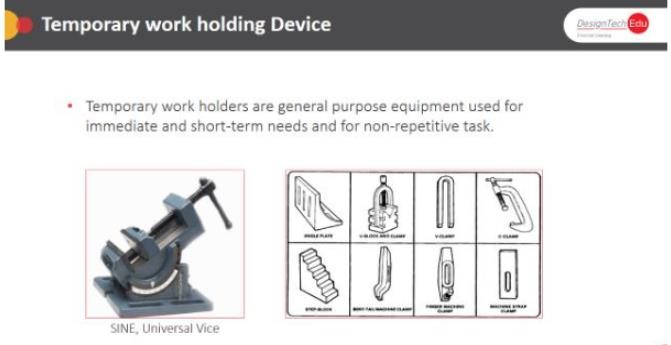 Temporary work holding Device
DesignTech Edu
• Temporary work holders are general purpose equipment used for
immediate and short-term needs and for non-repetitive task.
ANGLE PLATE
V-BLOCK AND CLAMP
C-CLAMP
STEP-BLOCK
BENT-TAIL MACHINE CLAMP
FINGER MACHINE
CLAMP
MACHINE STRAP
CLAMP
SINE, Universal Vice